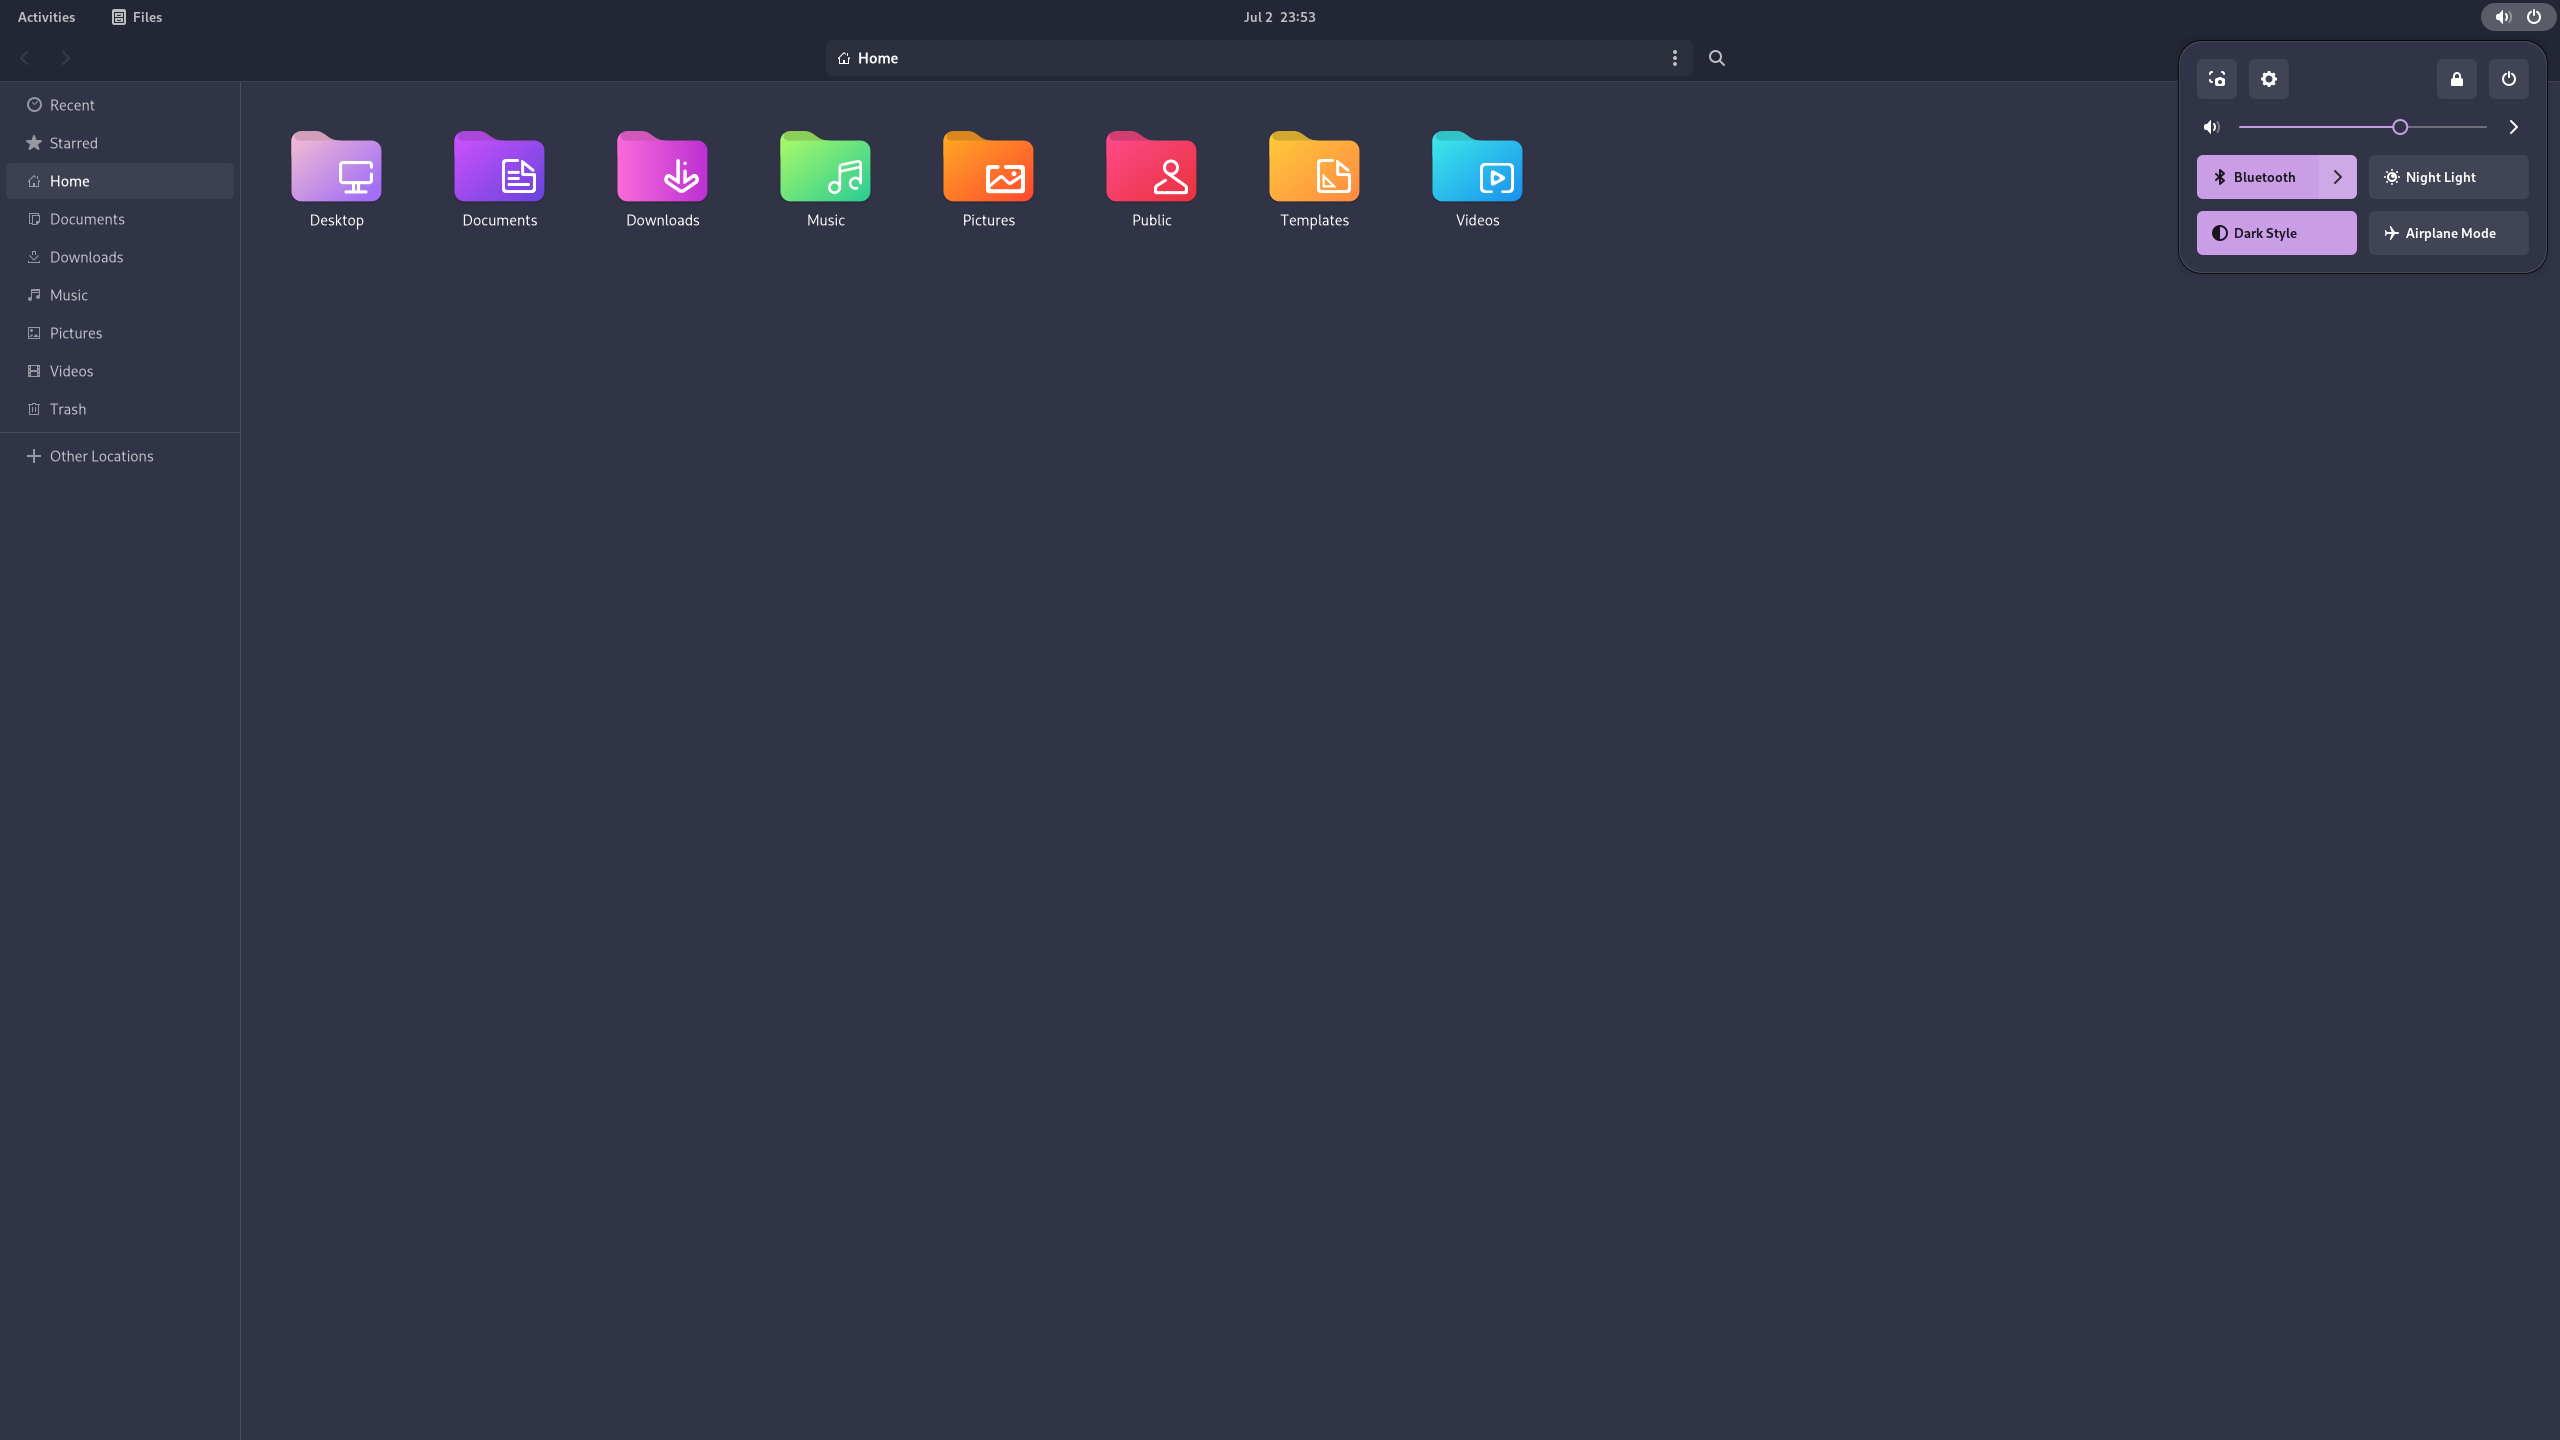 Activities Files Jul 2 23:53
Home
Recent
Starred
Home
Documents
Downloads
Music
Pictures
Videos
Trash
Other Locations
Desktop Documents Downloads Music Pictures Public Templates Videos
Bluetooth Night Light
Dark Style Airplane Mode